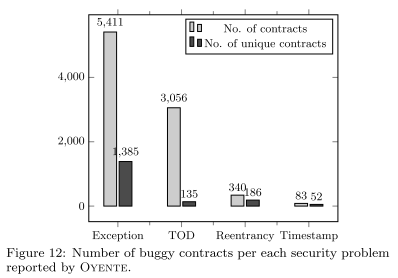 5,411
No. of contracts
No. of unique contracts
4,000
3,056
2,000
1,385
135
340
186
83 52
0
Exception TOD Reentrancy Timestamp
Figure 12: Number of buggy contracts per each security problem
reported by OYENTE.